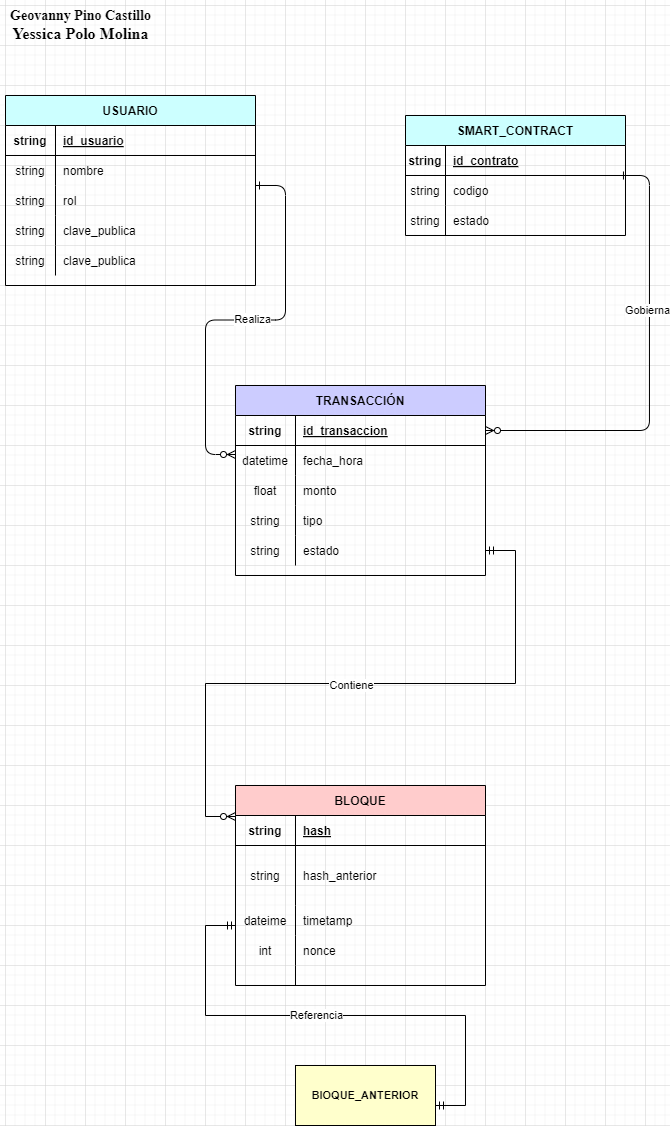 Geovanny Pino Castillo
Yessica Polo Molina
USUARIO
string id_usuario
string nombre
string rol
string clave_publica
string clave_publica
SMART_CONTRACT
string id_contrato
string codigo
string estado
Gobierna
Realiza
TRANSACCIÓN
string id_transaccion
datetime fecha_hora
float monto
string tipo
string estado
Contiene
BLOQUE
string hash
string hash_anterior
dateime timetamp
int nonce
Referencia
BIOQUE_ANTERIOR